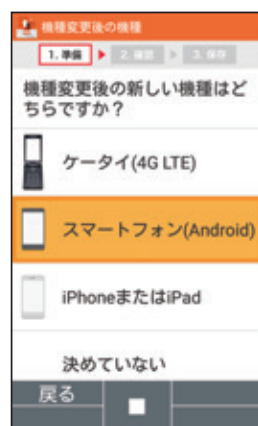 機種変更後の機種
1. 準備 ▶ 2. 確認 ▶ 3. 保存
機種変更後の新しい機種はど
ちらですか？
ケータイ(4G LTE)
スマートフォン(Android)
iPhoneまたはiPad
決めていない
戻る